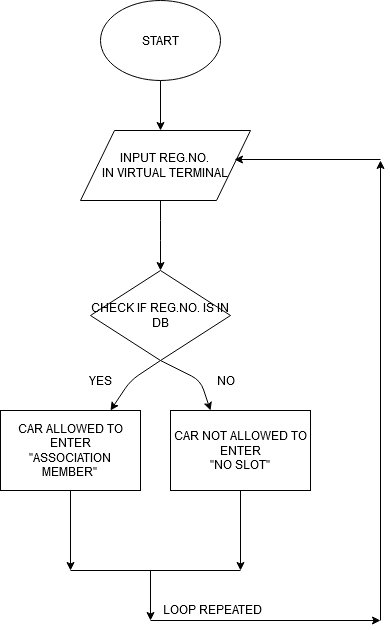 START
INPUT REG.NO.
IN VIRTUAL TERMINAL
CHECK IF REG.NO. IS IN
DB
YES
NO
CAR ALLOWED TO
ENTER
"ASSOCIATION
MEMBER"
CAR NOT ALLOWED TO
ENTER
"NO SLOT"
LOOP REPEATED